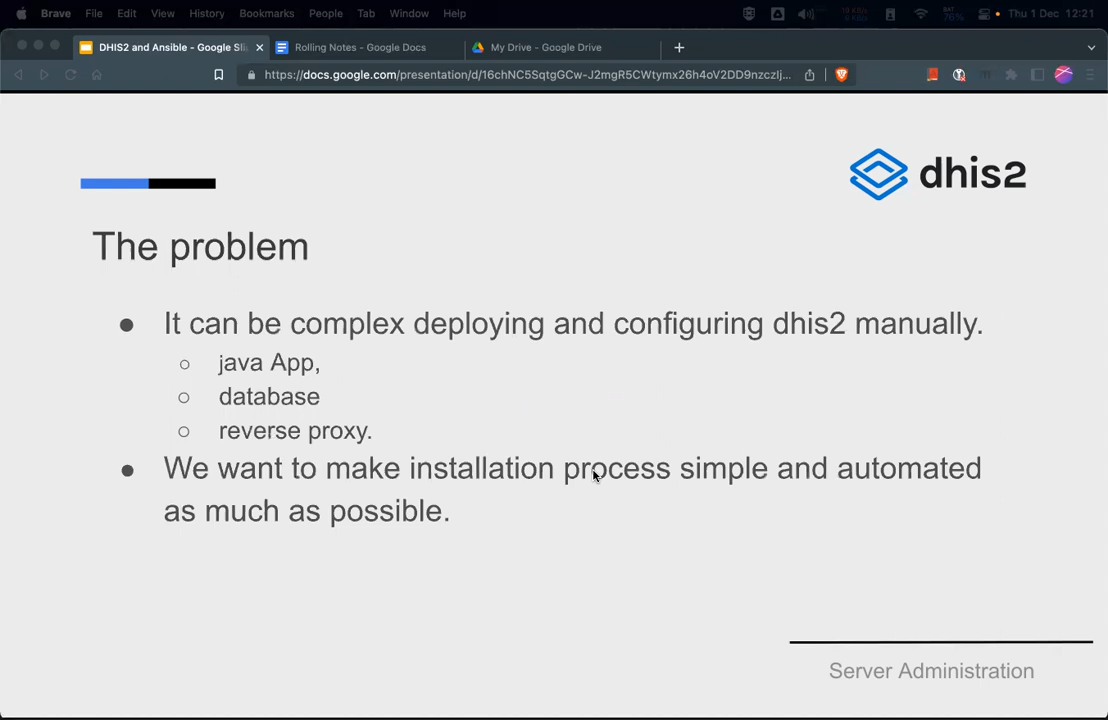 Brave File Edit View History Bookmarks People Tab Window Help 76% Thu 1 Dec 12:21
DHIS2 and Ansible - Google Sli Rolling Notes - Google Docs My Drive - Google Drive
https://docs.google.com/presentation/d/16chNC5SqtgGCw-J2mgR5CWtymx26h4oV2DD9nzczlj...
dhis2
The problem
It can be complex deploying and configuring dhis2 manually.
java App,
database
reverse proxy.
We want to make installation process simple and automated
as much as possible.
Server Administration